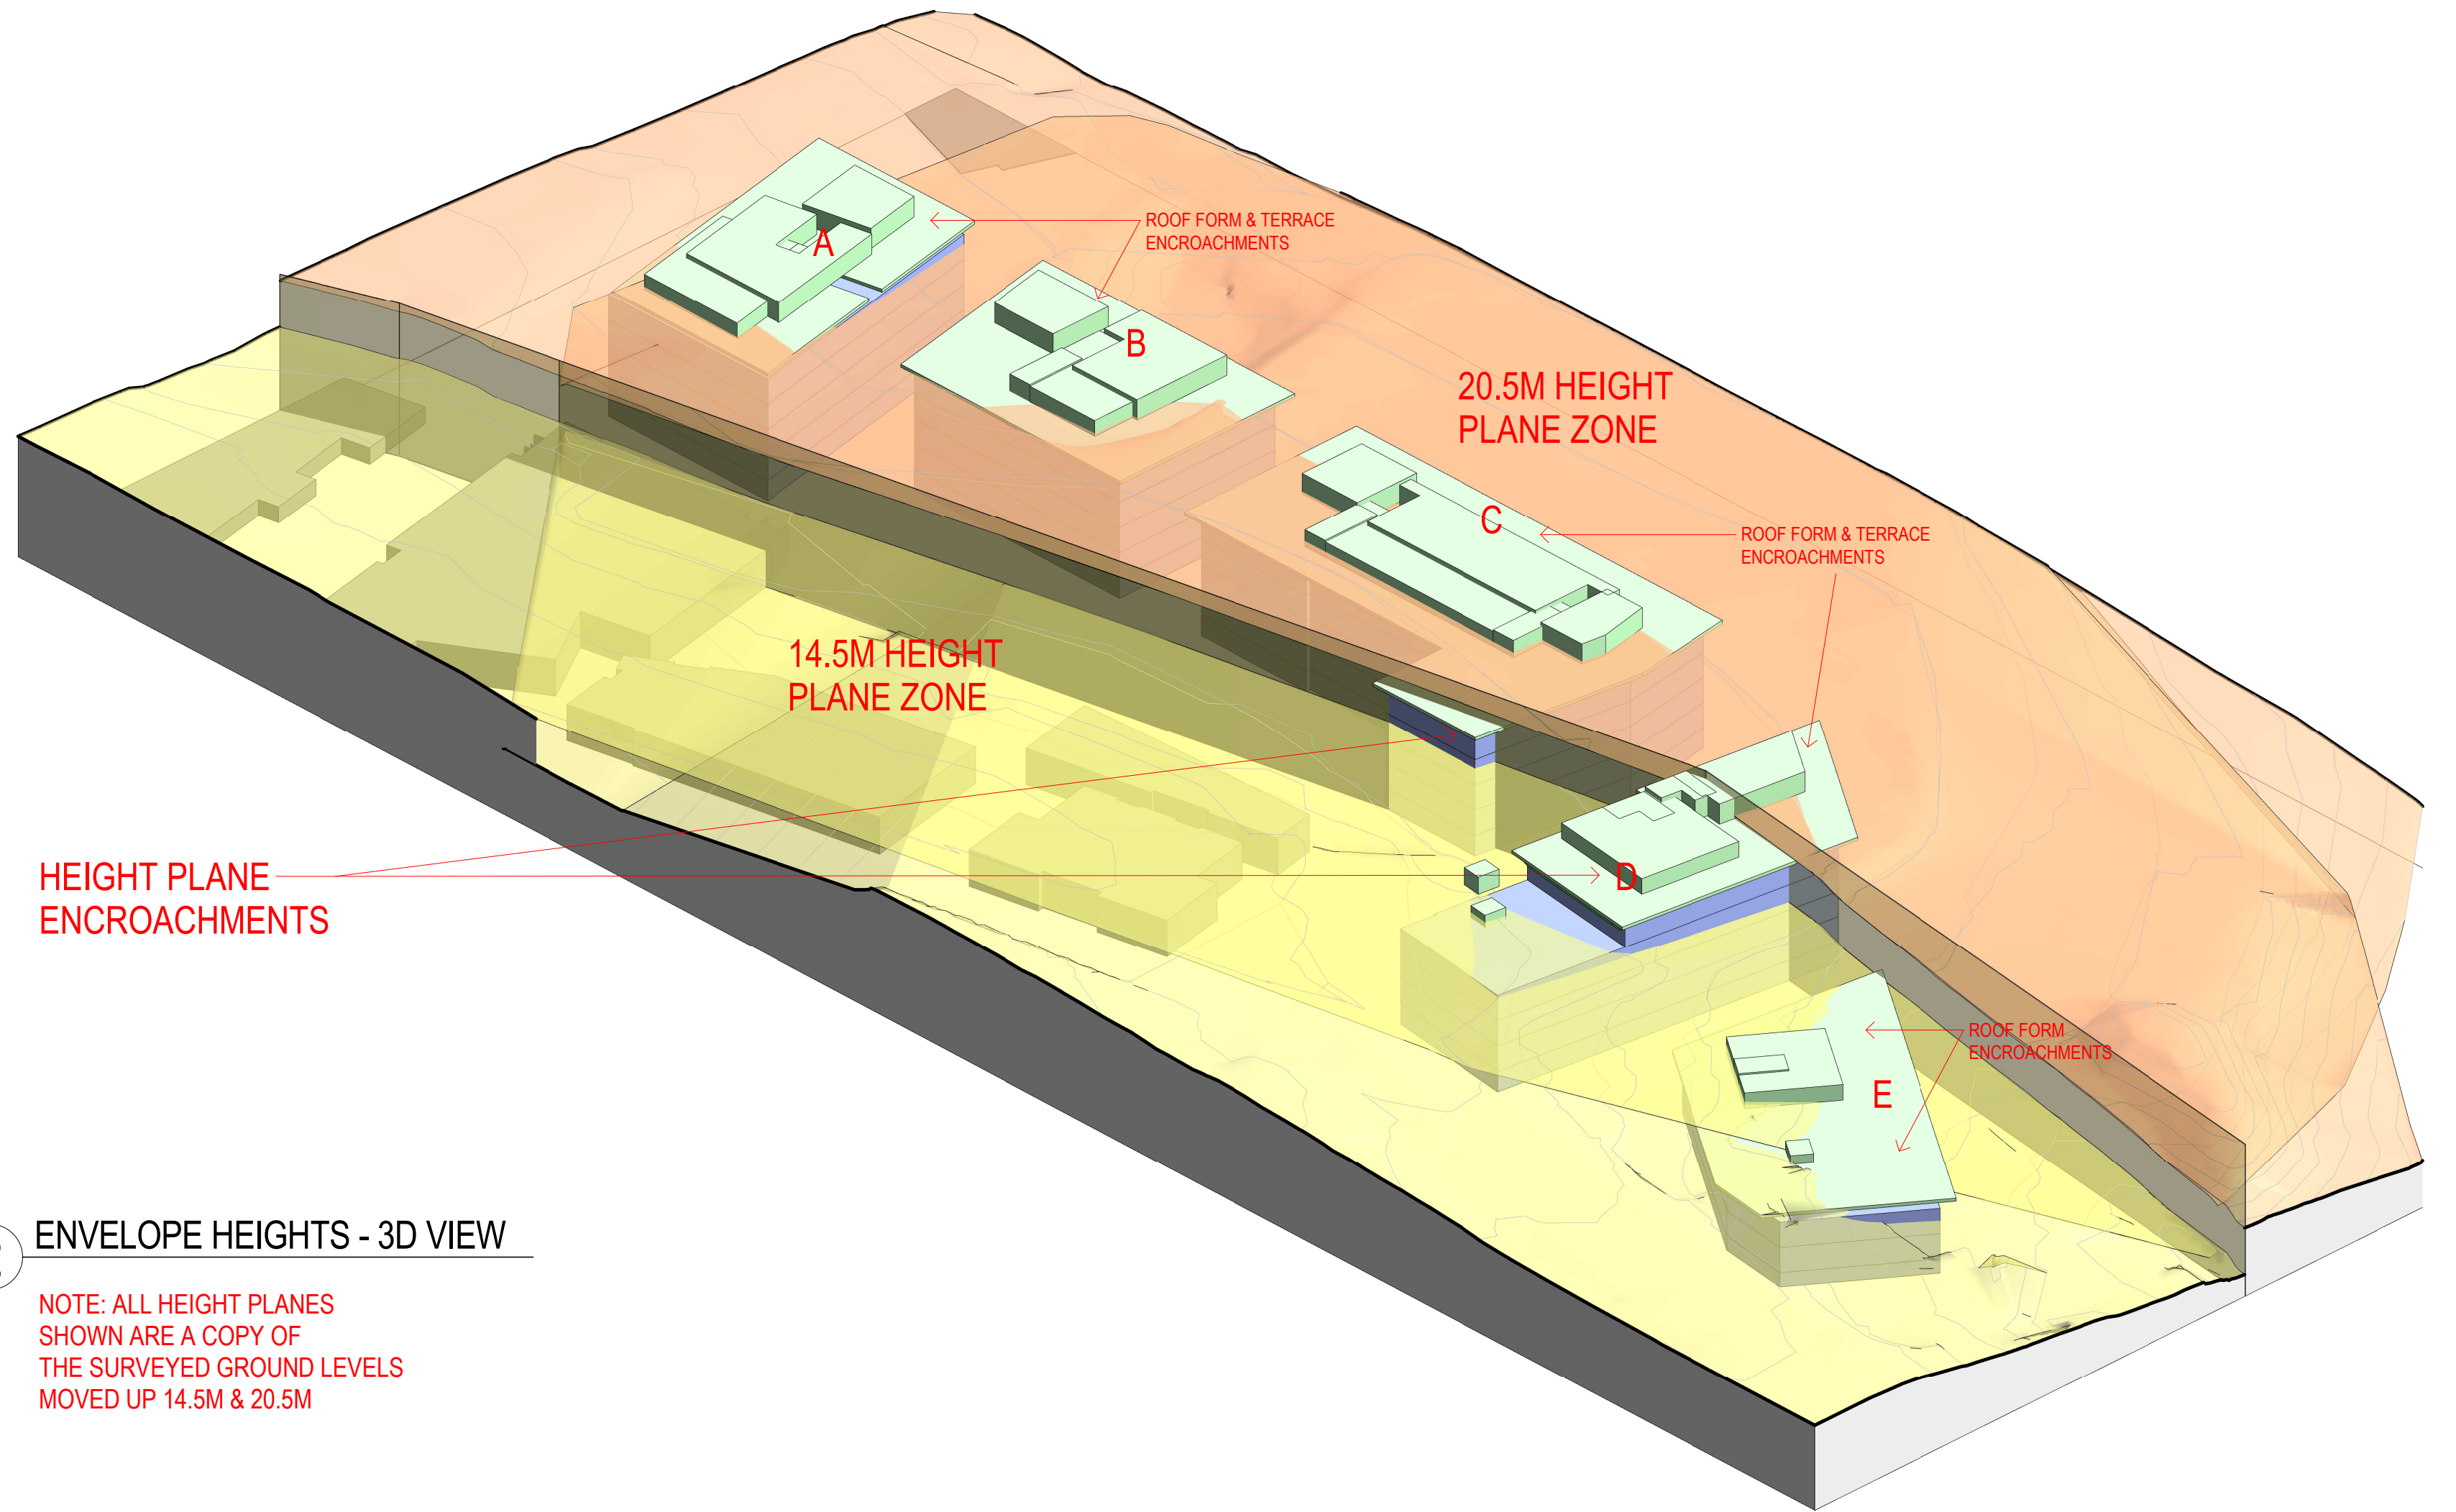 A
ROOF FORM & TERRACE
ENCROACHMENTS
B
20.5M HEIGHT
PLANE ZONE
C
ROOF FORM & TERRACE
ENCROACHMENTS
14.5M HEIGHT
PLANE ZONE
HEIGHT PLANE
ENCROACHMENTS
D
ROOF FORM
ENCROACHMENTS
E
ENVELOPE HEIGHTS - 3D VIEW
NOTE: ALL HEIGHT PLANES
SHOWN ARE A COPY OF
THE SURVEYED GROUND LEVELS
MOVED UP 14.5M & 20.5M